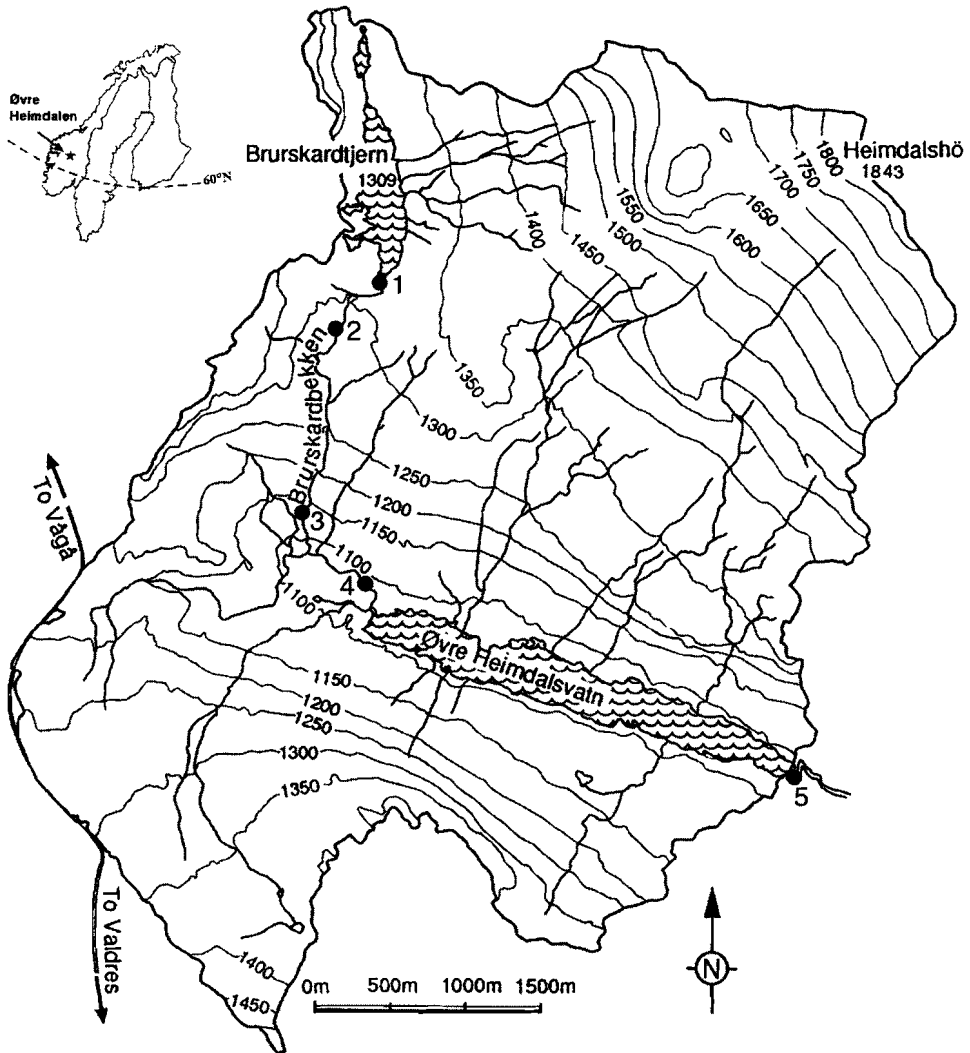 Øvre
Heimdalen
60°N
Brurskardtjern
1309
Heimdalshö
1843
1800
1750
1700
1650
1600
1550
1500
1450
1400
1350
1300
1250
1200
1150
1100
1
2
Brurskardbekken
3
4
1100
Øvre Heimdalsvatn
5
To Vågå
To Valdres
1150
1200
1250
1300
1350
1400
1450
0m 500m 1000m 1500m
N